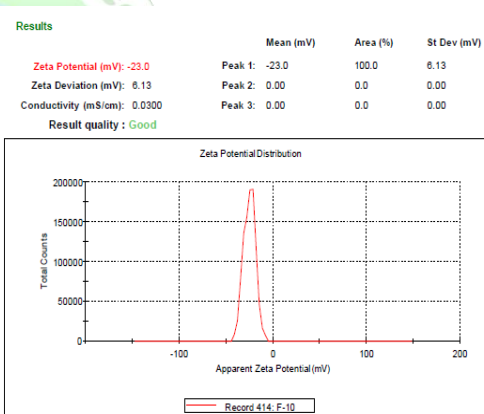 Results
Mean (mV) Area (%) St Dev (mV)
Zeta Potential (mV): -23.0 Peak 1: -23.0 100.0 6.13
Zeta Deviation (mV): 6.13 Peak 2: 0.00 0.0 0.00
Conductivity (mS/cm): 0.0300 Peak 3: 0.00 0.0 0.00
Result quality : Good
Zeta Potential Distribution
Total Counts
200000
150000
100000
50000
0
-100 0 100 200
Apparent Zeta Potential (mV)
Record 414: F-10